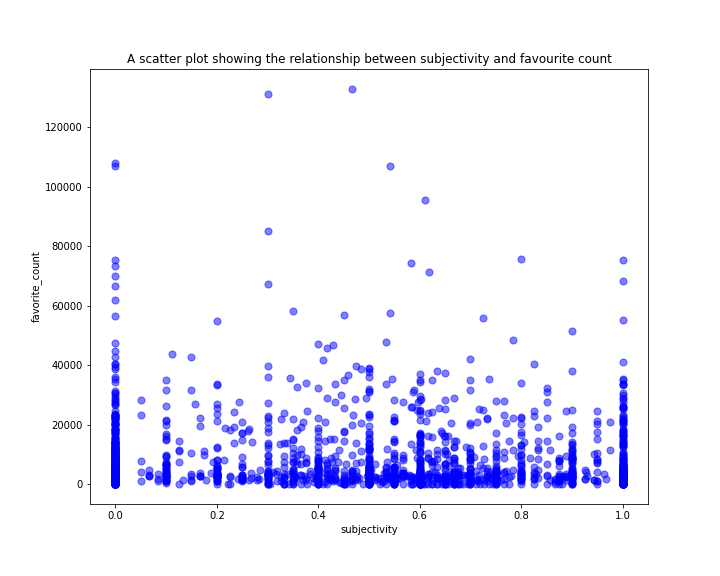 A scatter plot showing the relationship between subjectivity and favourite count
120000
100000
80000
60000
40000
20000
0
favorite_count
0.0 0.2 0.4 0.6 0.8 1.0
subjectivity